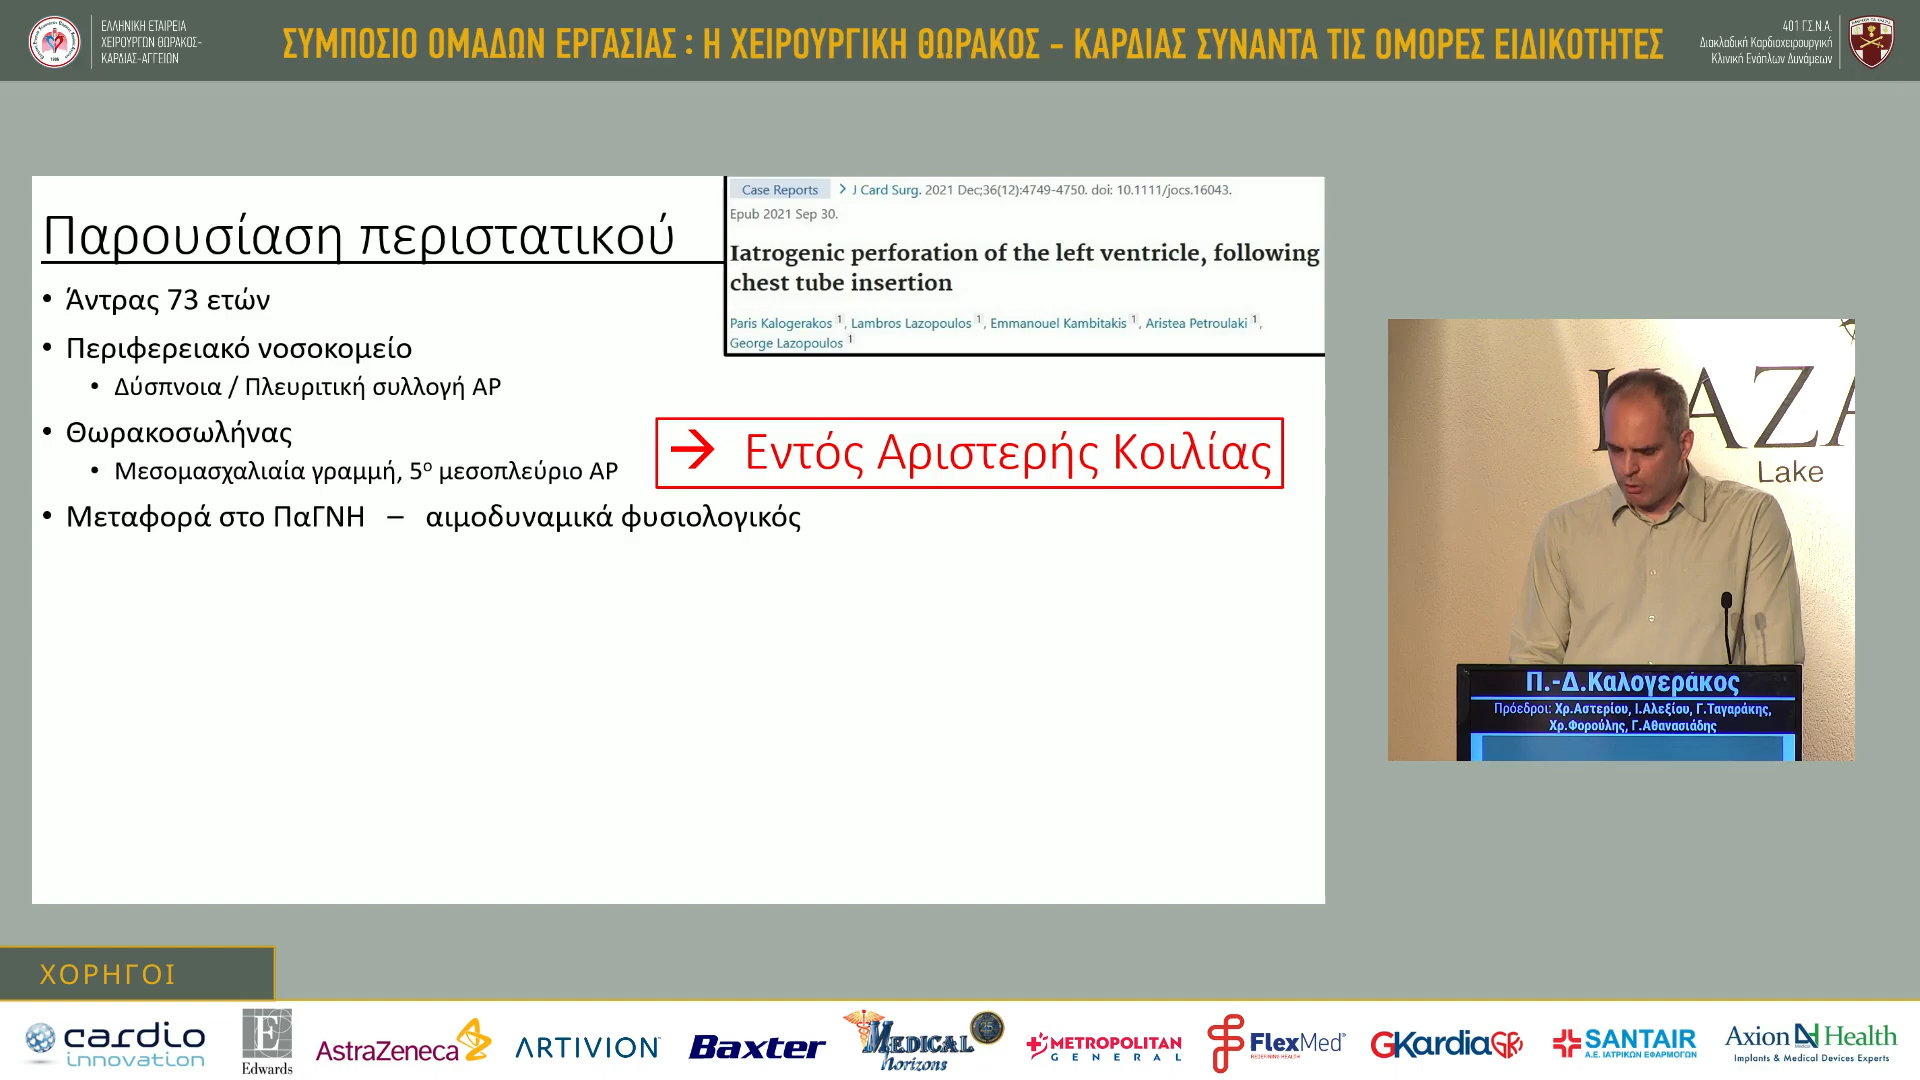 ΕΛΛΗΝΙΚΗ ΕΤΑΙΡΕΙΑ
ΧΕΙΡΟΥΡΓΩΝ ΘΩΡΑΚΟΣ-
ΚΑΡΔΙΑΣ-ΑΓΓΕΙΩΝ
ΣΥΜΠΟΣΙΟ ΟΜΑΔΩΝ ΕΡΓΑΣΙΑΣ : Η ΧΕΙΡΟΥΡΓΙΚΗ ΘΩΡΑΚΟΣ - ΚΑΡΔΙΑΣ ΣΥΝΑΝΤΑ ΤΙΣ ΟΜΟΡΕΣ ΕΙΔΙΚΟΤΗΤΕΣ
401 Γ.Σ.Ν.Α.
Διακλαδική Καρδιοχειρουργική
Κλινική Ενόπλων Δυνάμεων
Παρουσίαση περιστατικού
Case Reports > J Card Surg. 2021 Dec;36(12):4749-4750. doi: 10.1111/jocs.16043.
Epub 2021 Sep 30.
Iatrogenic perforation of the left ventricle, following
chest tube insertion
Paris Kalogerakos 1, Lambros Lazopoulos 1, Emmanouel Kambitakis 1, Aristea Petroulaki 1,
George Lazopoulos 1
• Άντρας 73 ετών
• Περιφερειακό νοσοκομείο
• Δύσπνοια / Πλευριτική συλλογή ΑΡ
• Θωρακοσωλήνας
• Μεσομασχαλιαία γραμμή, 5ο μεσοπλεύριο ΑΡ
→ Εντός Αριστερής Κοιλίας
• Μεταφορά στο ΠαΓΝΗ – αιμοδυναμικά φυσιολογικός
Lake
Π.-Δ.Καλογεράκος
Πρόεδροι: Χρ.Αστερίου, Ι.Αλεξίου, Γ.Ταγαράκης,
Χρ.Φορούλης, Γ.Αθανασιάδης
ΧΟΡΗΓΟΙ
cardio
innovation
E
Edwards
AstraZeneca
ARTIVION
Baxter
MEDICAL
Horizons
25
METROPOLITAN
GENERAL
FlexMed
REDEFINING HEALTH
GKardiaGR
SANTAIR
Α.Ε. ΙΑΤΡΙΚΩΝ ΕΦΑΡΜΟΓΩΝ
Axion Health
Implants & Medical Devices Experts